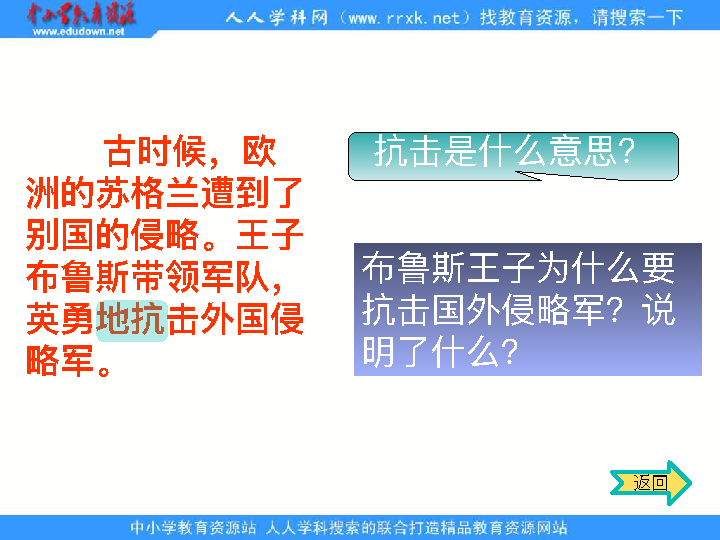 中小学教育资源
www.edudown.net
人人学科网（www.rrxk.net）找教育资源，请搜索一下
古时候，欧
洲的苏格兰遭到了
别国的侵略。王子
布鲁斯带领军队，
英勇地抗击外国侵
略军。
抗击是什么意思？
布鲁斯王子为什么要
抗击国外侵略军？说
明了什么？
返回
中小学教育资源站 人人学科搜索的联合打造精品教育资源网站